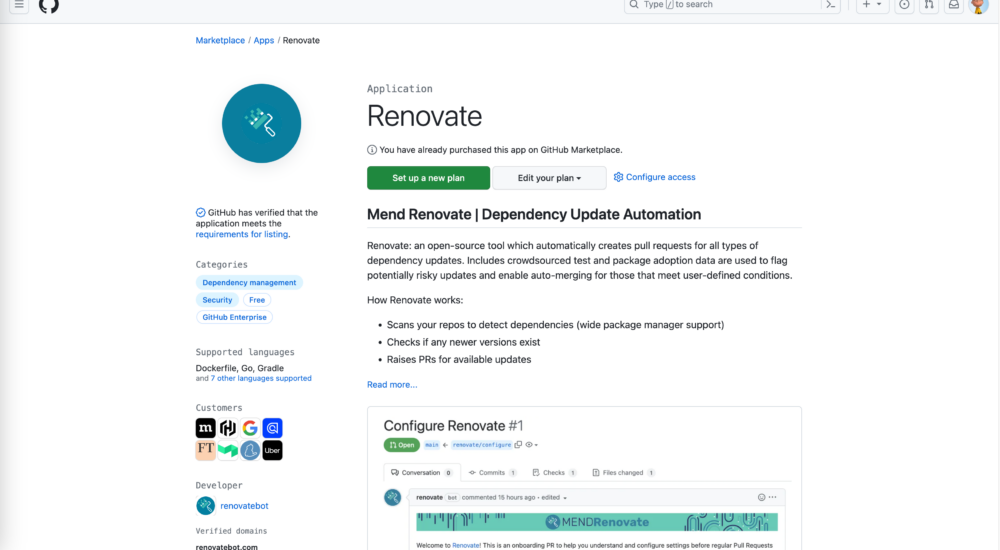 Type / to search
Marketplace / Apps / Renovate
Application
Renovate
You have already purchased this app on GitHub Marketplace.
Set up a new plan
Edit your plan
Configure access
GitHub has verified that the
application meets the
requirements for listing.
Categories
Dependency management
Security
Free
GitHub Enterprise
Supported languages
Dockerfile, Go, Gradle
and 7 other languages supported
Customers
m
G
FT
Uber
Developer
renovatebot
Verified domains
renovatebot.com
Mend Renovate | Dependency Update Automation
Renovate: an open-source tool which automatically creates pull requests for all types of
dependency updates. Includes crowdsourced test and package adoption data are used to flag
potentially risky updates and enable auto-merging for those that meet user-defined conditions.
How Renovate works:
• Scans your repos to detect dependencies (wide package manager support)
• Checks if any newer versions exist
• Raises PRs for available updates
Read more...
Configure Renovate #1
Open
main ← renovate/configure
Conversation 0
Commits 1
Checks 1
Files changed 1
renovate bot commented 15 hours ago • edited
MENDRenovate
Welcome to Renovate! This is an onboarding PR to help you understand and configure settings before regular Pull Requests